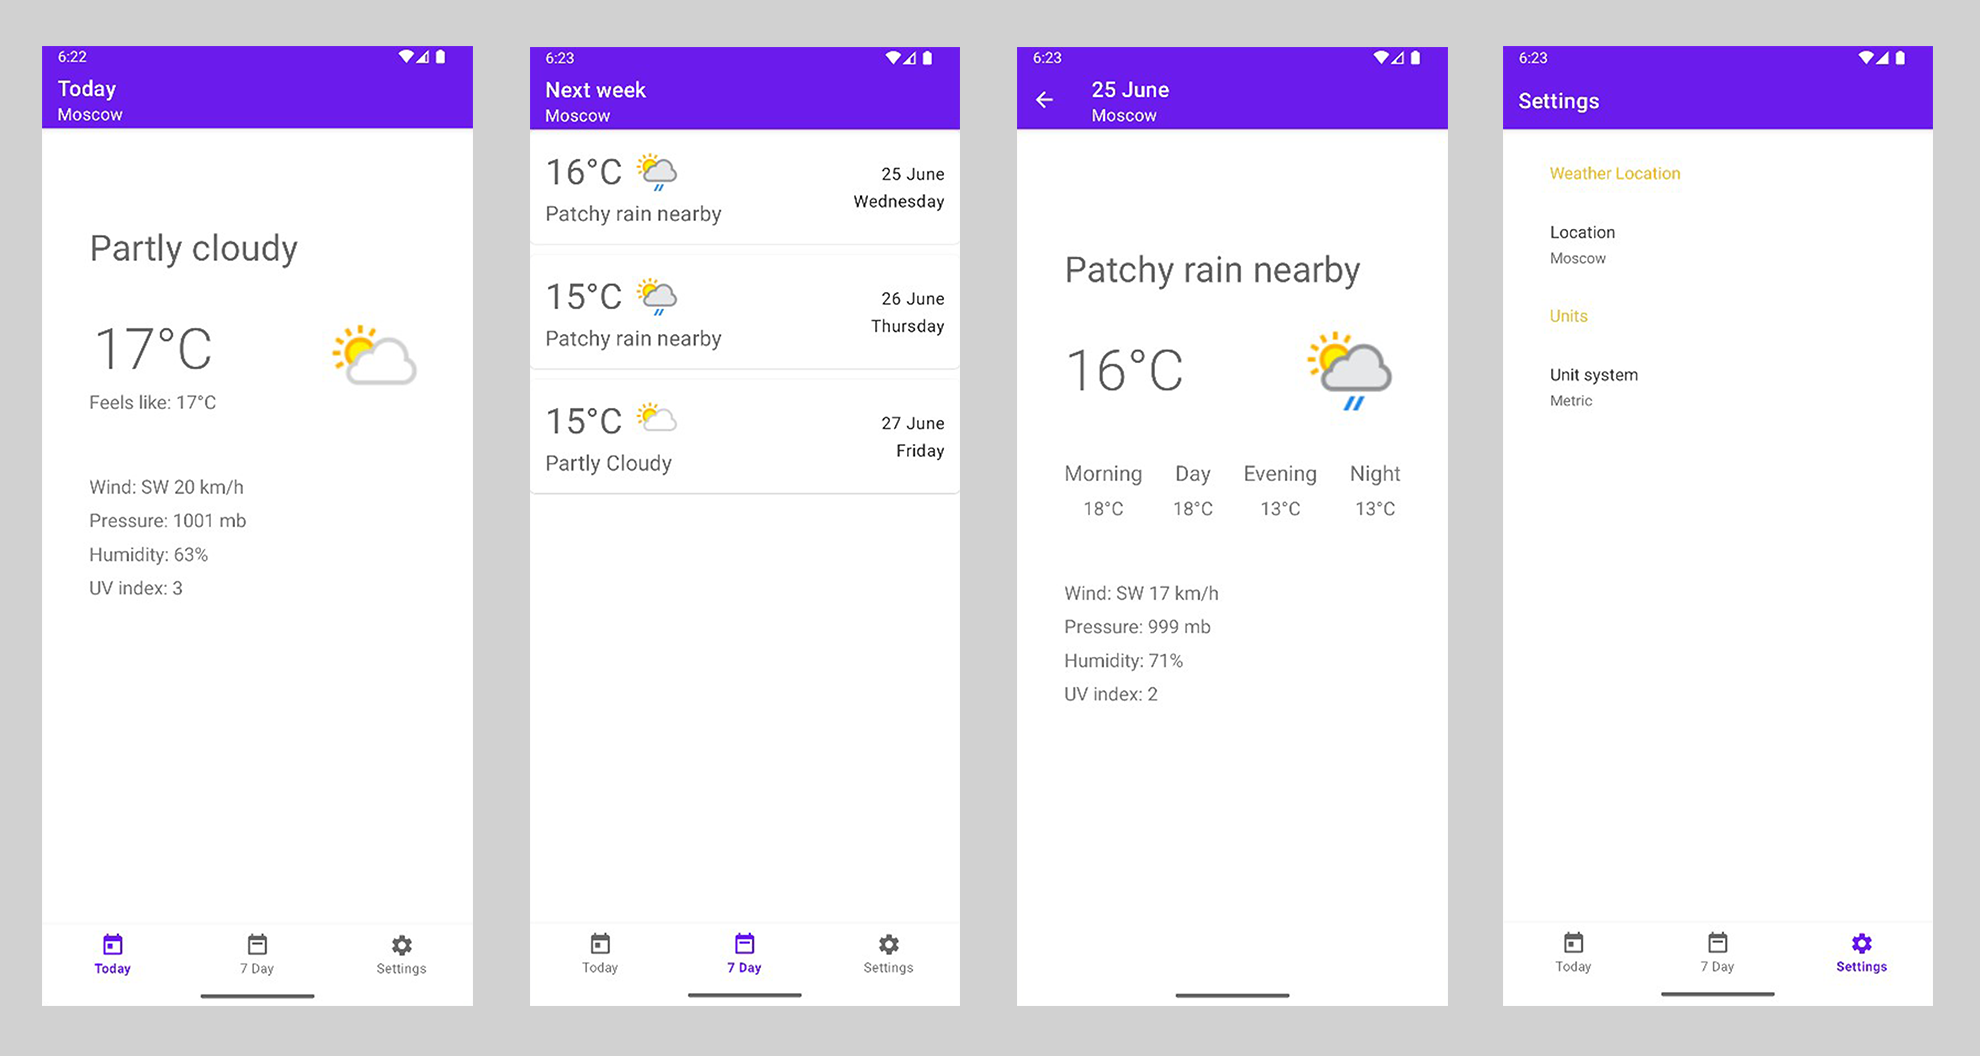 6:22
Today
Moscow
Partly cloudy
17°C
Feels like: 17°C
Wind: SW 20 km/h
Pressure: 1001 mb
Humidity: 63%
UV index: 3
Today 7 Day Settings
6:23
Next week
Moscow
16°C
25 June
Wednesday
Patchy rain nearby
15°C
26 June
Thursday
Patchy rain nearby
15°C
27 June
Friday
Partly Cloudy
Today 7 Day Settings
6:23
25 June
Moscow
Patchy rain nearby
16°C
Morning Day Evening Night
18°C 18°C 13°C 13°C
Wind: SW 17 km/h
Pressure: 999 mb
Humidity: 71%
UV index: 2
6:23
Settings
Weather Location
Location
Moscow
Units
Unit system
Metric
Today 7 Day Settings